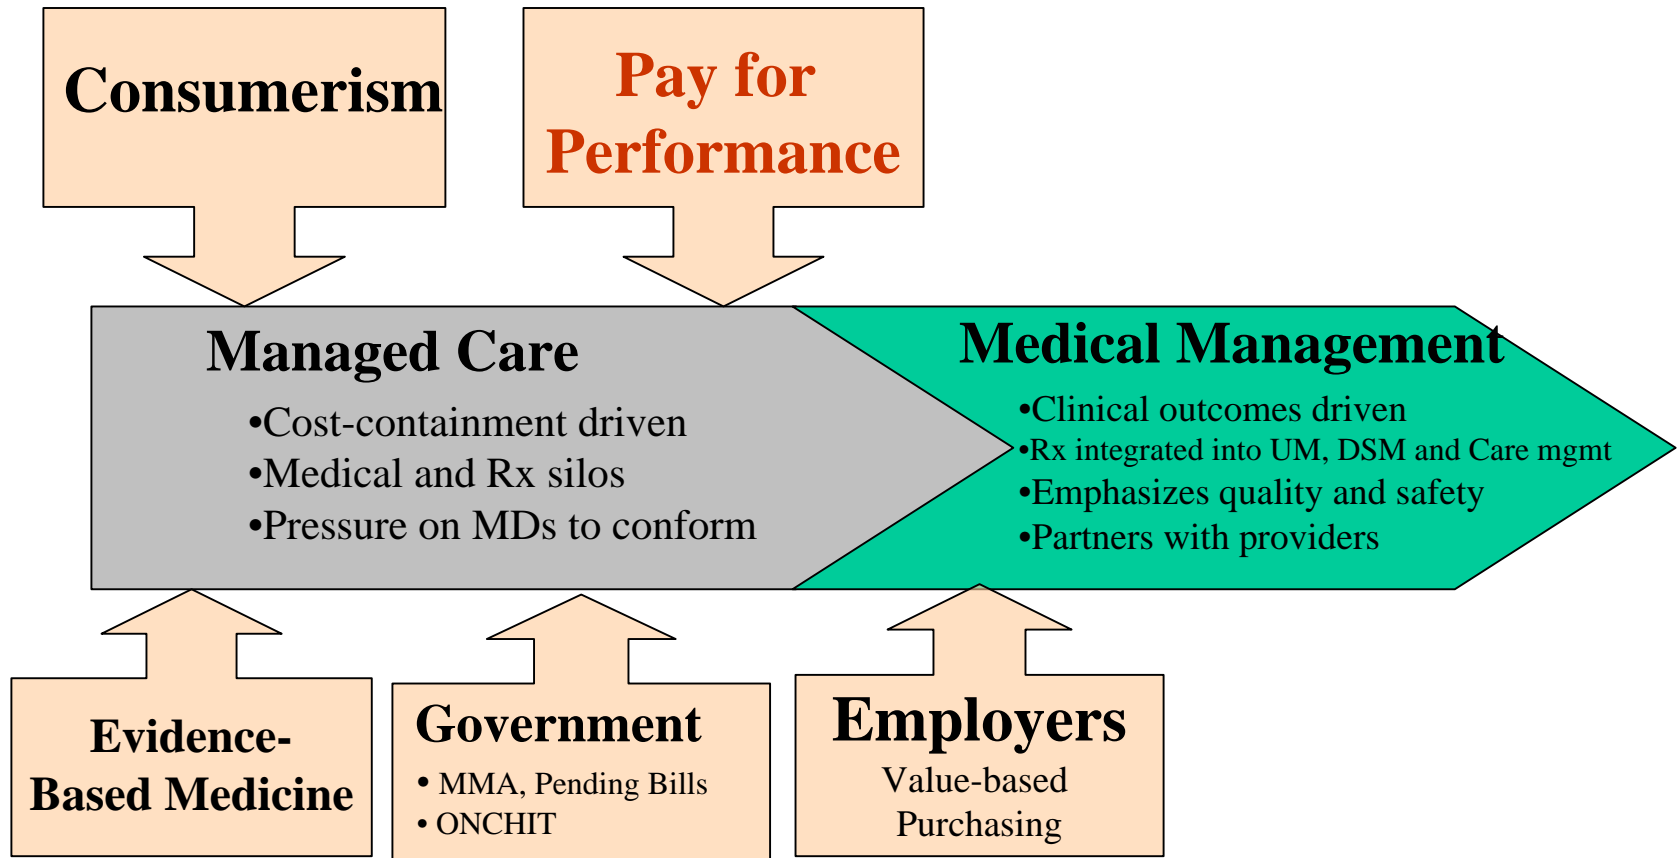 Consumerism
Pay for
Performance
Managed Care
•Cost-containment driven
•Medical and Rx silos
•Pressure on MDs to conform
Medical Management
•Clinical outcomes driven
•Rx integrated into UM, DSM and Care mgmt
•Emphasizes quality and safety
•Partners with providers
Evidence-
Based Medicine
Government
• MMA, Pending Bills
• ONCHIT
Employers
Value-based
Purchasing